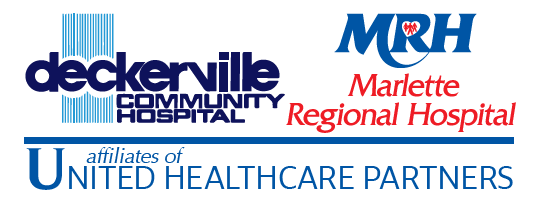 deckerville
COMMUNITY
HOSPITAL
MRH
Marlette
Regional Hospital
affiliates of
UNITED HEALTHCARE PARTNERS